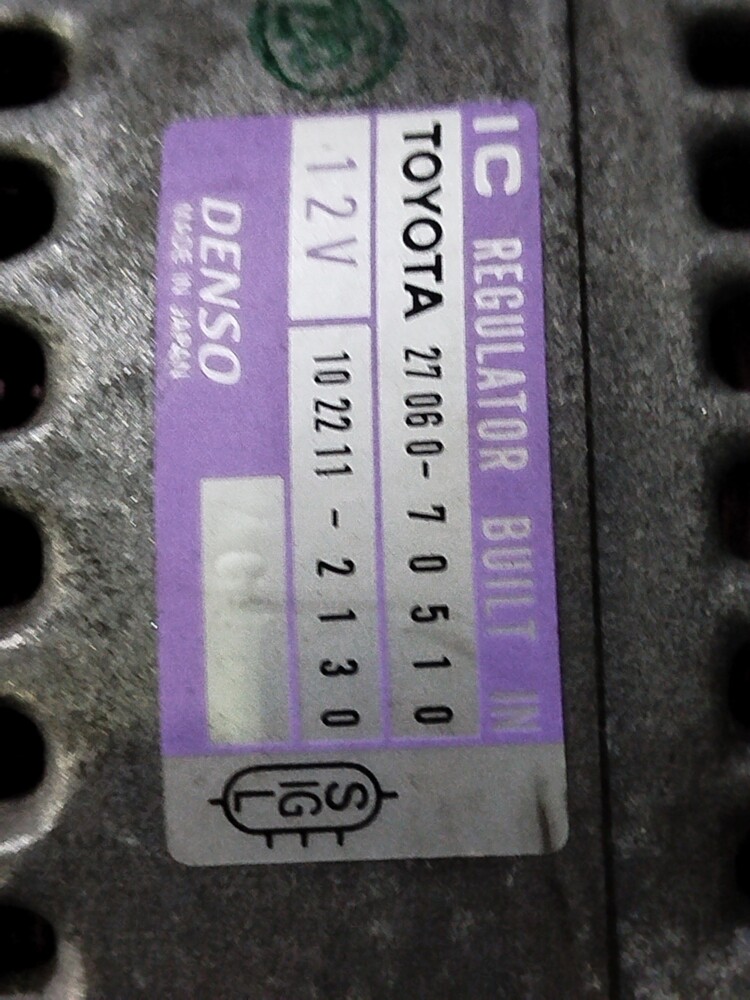 IC REGULATOR BUILT IN
TOYOTA 27060-70510
12V 102211-2130
DENSO
MADE IN JAPAN
S
IG
L